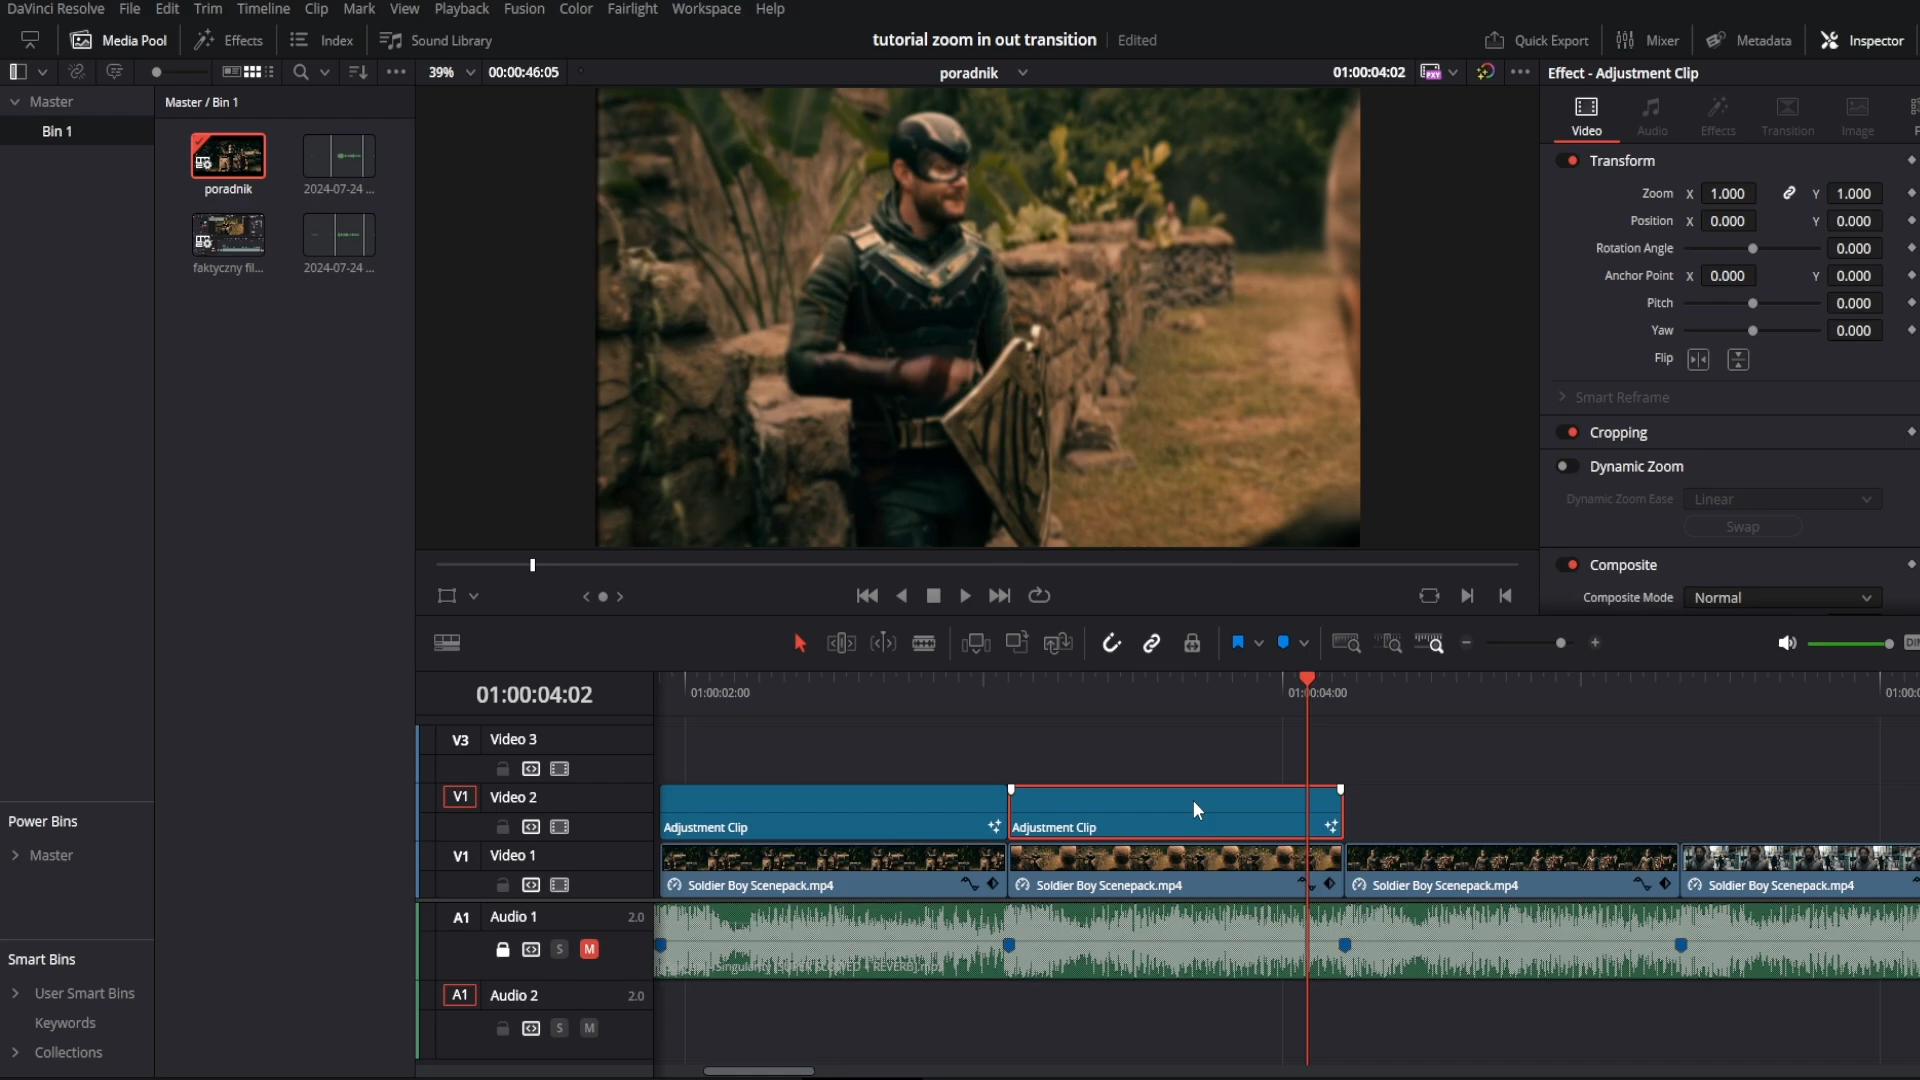 DaVinci Resolve File Edit Trim Timeline Clip Mark View Playback Fusion Color Fairlight Workspace Help
Media Pool Effects Index Sound Library tutorial zoom in out transition Edited Quick Export Mixer Metadata Inspector
39% 00:00:46:05 poradnik 01:00:04:02 PXY Effect - Adjustment Clip
Master
Bin 1
Master / Bin 1
poradnik
2024-07-24 ...
faktyczny fil...
2024-07-24 ...
Video Audio Effects Transition Image
Transform
Zoom X 1.000 Y 1.000
Position X 0.000 Y 0.000
Rotation Angle 0.000
Anchor Point X 0.000 Y 0.000
Pitch 0.000
Yaw 0.000
Flip
Smart Reframe
Cropping
Dynamic Zoom
Dynamic Zoom Ease Linear
Swap
Composite
Composite Mode Normal
DIM
01:00:04:02
01:00:02:00 01:00:04:00 01:00:0
V3 Video 3
V1 Video 2
Adjustment Clip Adjustment Clip
V1 Video 1
Soldier Boy Scenepack.mp4 Soldier Boy Scenepack.mp4 Soldier Boy Scenepack.mp4 Soldier Boy Scenepack.mp4
A1 Audio 1 2.0
S M
Singularity [SUPER SLOWED + REVERB].mp3
A1 Audio 2 2.0
S M
Power Bins
Master
Smart Bins
User Smart Bins
Keywords
Collections